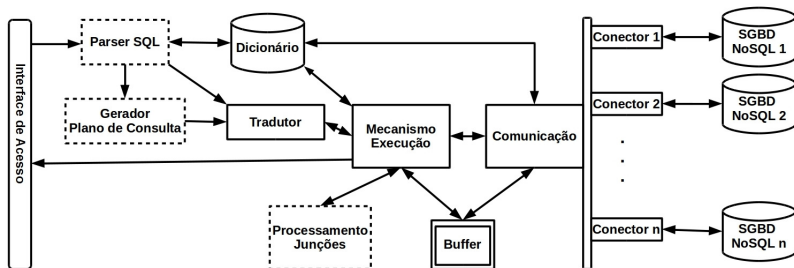 Interface de Acesso
Parser SQL
Dicionário
Gerador
Plano de Consulta
Tradutor
Mecanismo
Execução
Comunicação
Processamento
Junções
Buffer
Conector 1
SGBD
NoSQL 1
Conector 2
SGBD
NoSQL 2
.
.
.
Conector n
SGBD
NoSQL n